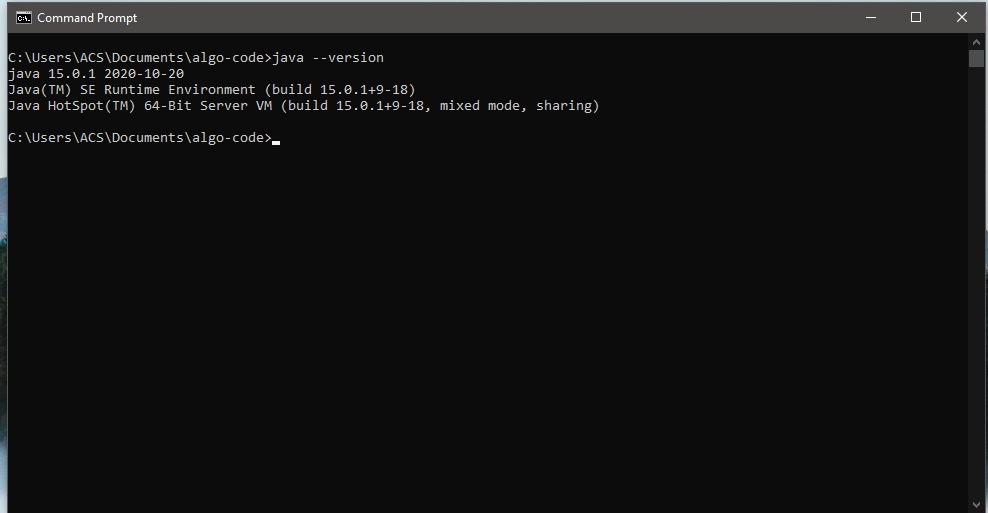 Command Prompt
C:\Users\ACS\Documents\algo-code>java --version
java 15.0.1 2020-10-20
Java(TM) SE Runtime Environment (build 15.0.1+9-18)
Java HotSpot(TM) 64-Bit Server VM (build 15.0.1+9-18, mixed mode, sharing)
C:\Users\ACS\Documents\algo-code>